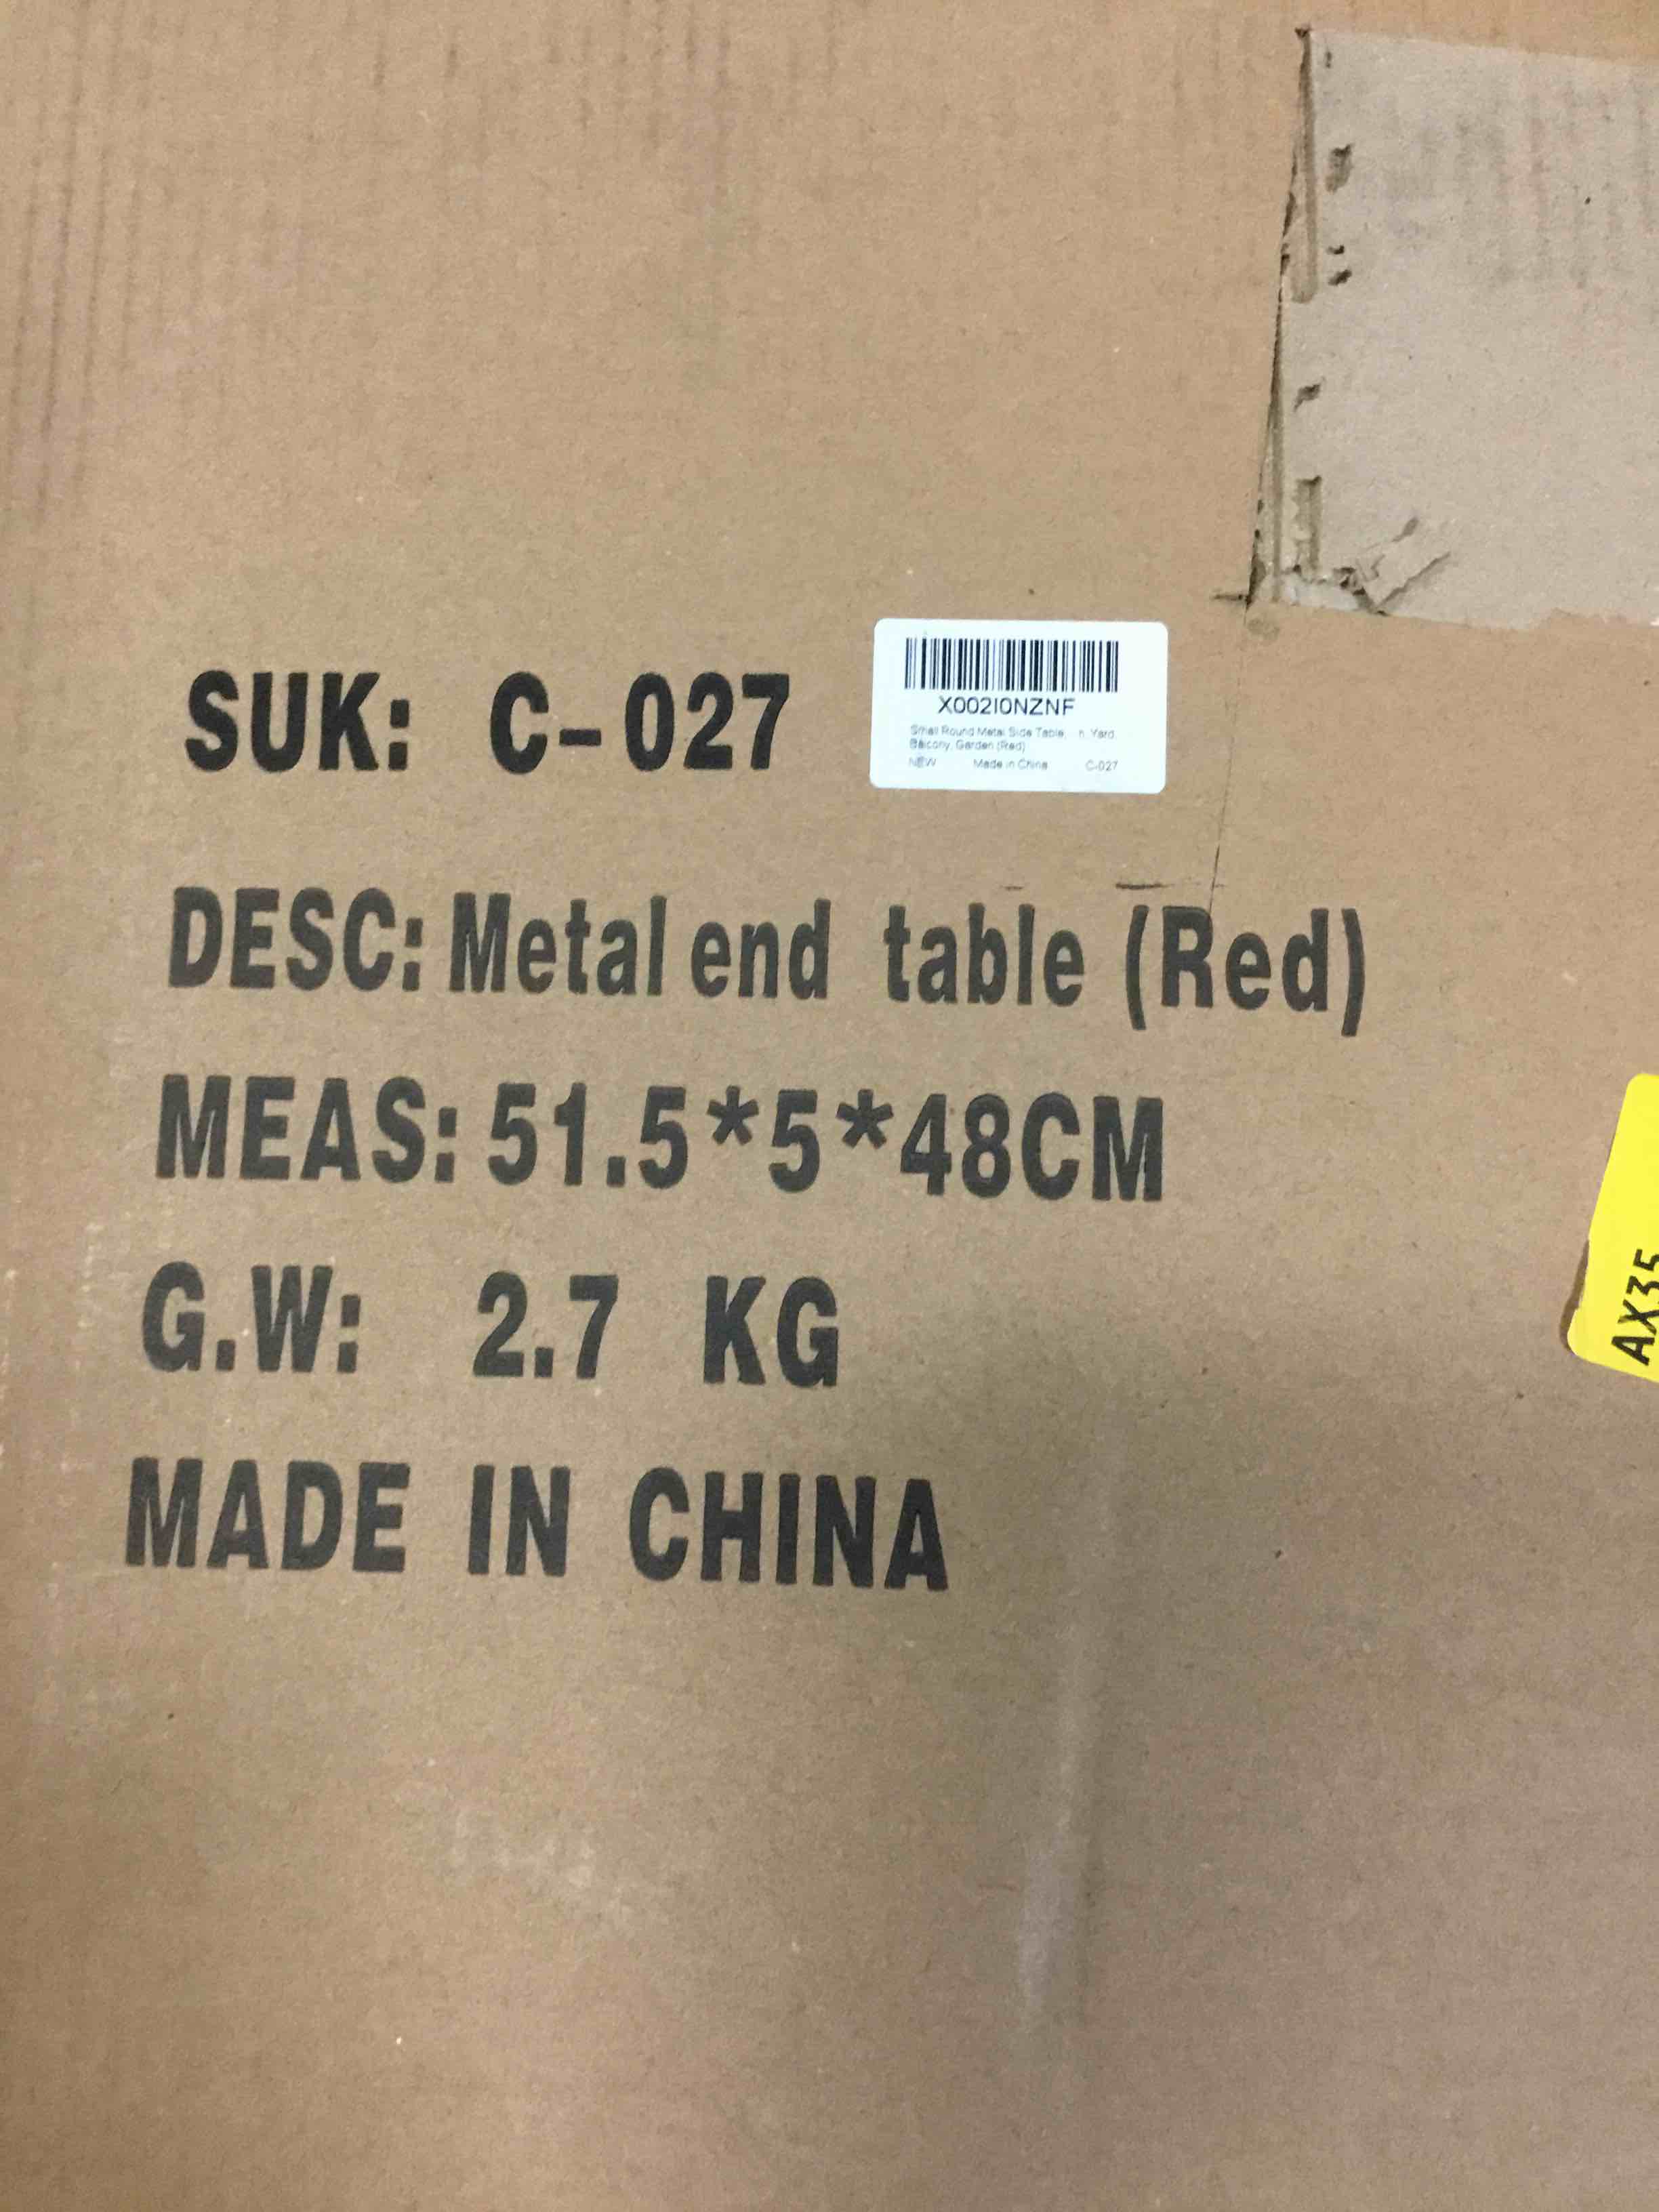 X002I0NZNF
Small Round Metal Side Table, h, Yard,
Balcony, Garden (Red)
NEW Made in China C-027
SUK: C-027
DESC: Metal end table (Red)
MEAS: 51.5*5*48CM
G.W: 2.7 KG
MADE IN CHINA
AX35